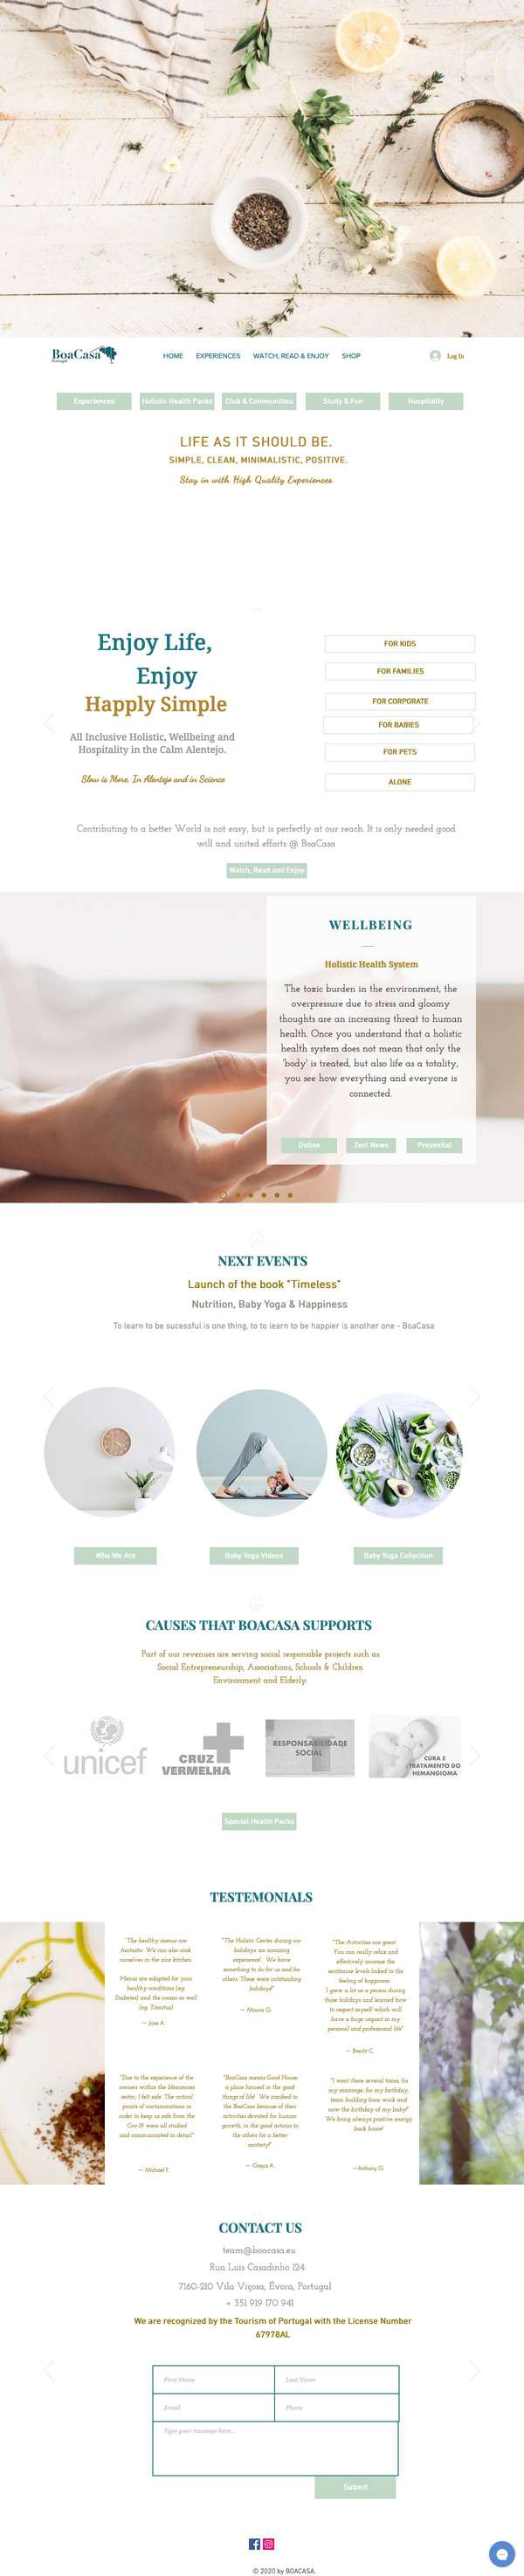 BoaCasa
Portugal
HOME EXPERIENCES WATCH, READ & ENJOY SHOP
Log In
Experiences Holistic Health Packs Club & Communities Study & Fun Hospitality
LIFE AS IT SHOULD BE.
SIMPLE, CLEAN, MINIMALISTIC, POSITIVE.
Stay in with High Quality Experiences
Enjoy Life,
Enjoy
Happly Simple
All Inclusive Holistic, Wellbeing and
Hospitality in the Calm Alentejo.
Slow is More, In Alentejo and in Science
FOR KIDS
FOR FAMILIES
FOR CORPORATE
FOR BABIES
FOR PETS
ALONE
Contributing to a better World is not easy, but is perfectly at our reach. It is only needed good
will and united efforts @ BoaCasa
Watch, Read and Enjoy
WELLBEING
Holistic Health System
The toxic burden in the environment, the
overpressure due to stress and gloomy
thoughts are an increasing threat to human
health. Once you understand that a holistic
health system does not mean that only the
'body' is treated, but also life as a totality,
you see how everything and everyone is
connected.
Online Zent News Presential
NEXT EVENTS
Launch of the book "Timeless"
Nutrition, Baby Yoga & Happiness
To learn to be sucessful is one thing, to to learn to be happier is another one - BoaCasa
Who We Are Baby Yoga Videos Baby Yoga Collection
CAUSES THAT BOACASA SUPPORTS
Part of our revenues are serving social responsible projects such as
Social Entrepreneurship, Associations, Schools & Children
Environment and Elderly.
unicef
CRUZ
VERMELHA
RESPONSABILIDADE
SOCIAL
CURA E
TRATAMENTO DO
HEMANGIOMA
Special Health Packs
TESTIMONIALS
"The healthy menus are
fantastic. We can also cook
ourselves in the nice kitchen.
Menus are adapted for your
healthy conditions (eg.
Diabetes) and the rooms as well
(eg. Tinnitus)
— Jose A.
"The Holistic Center during our
holidays an amazing
experience!. We have
something to do for us and for
others. These were outstanding
holidays!"
— Mouna G.
"The Activities are great.
You can really relax and
effectively increase the
serotonine levels linked to the
feeling of happiness.
I grew a lot as a person during
those holidays and learned how
to respect myself which will
have a huge impact in my
personal and professional life"
— Brecht C.
"Due to the experience of the
owners within the lifesciences
sector, I felt safe. The critical
points of contaminations in
order to keep us safe from the
Cov-19 were all studied
and communicated in detail."
— Michael F.
"BoaCasa means Good House,
a place focused in the good
things of life! We inscribed in
the BoaCasa because of their
activities devoted for human
growth, in the good actions to
the others for a better
society!"
— Graça A.
"I went there several times, for
my marriage, for my birthday,
team building from work and
now the birthday of my baby!"
We bring always positive energy
back home!
—Anthony G.
CONTACT US
team@boacasa.eu
Rua Luis Casadinho 124
7160-210 Vila Viçosa, Évora, Portugal
+ 351 919 170 941
We are recognized by the Tourism of Portugal with the License Number
67978AL
First Name Last Name
Email Phone
Type your message here...
Submit
© 2020 by BOACASA.